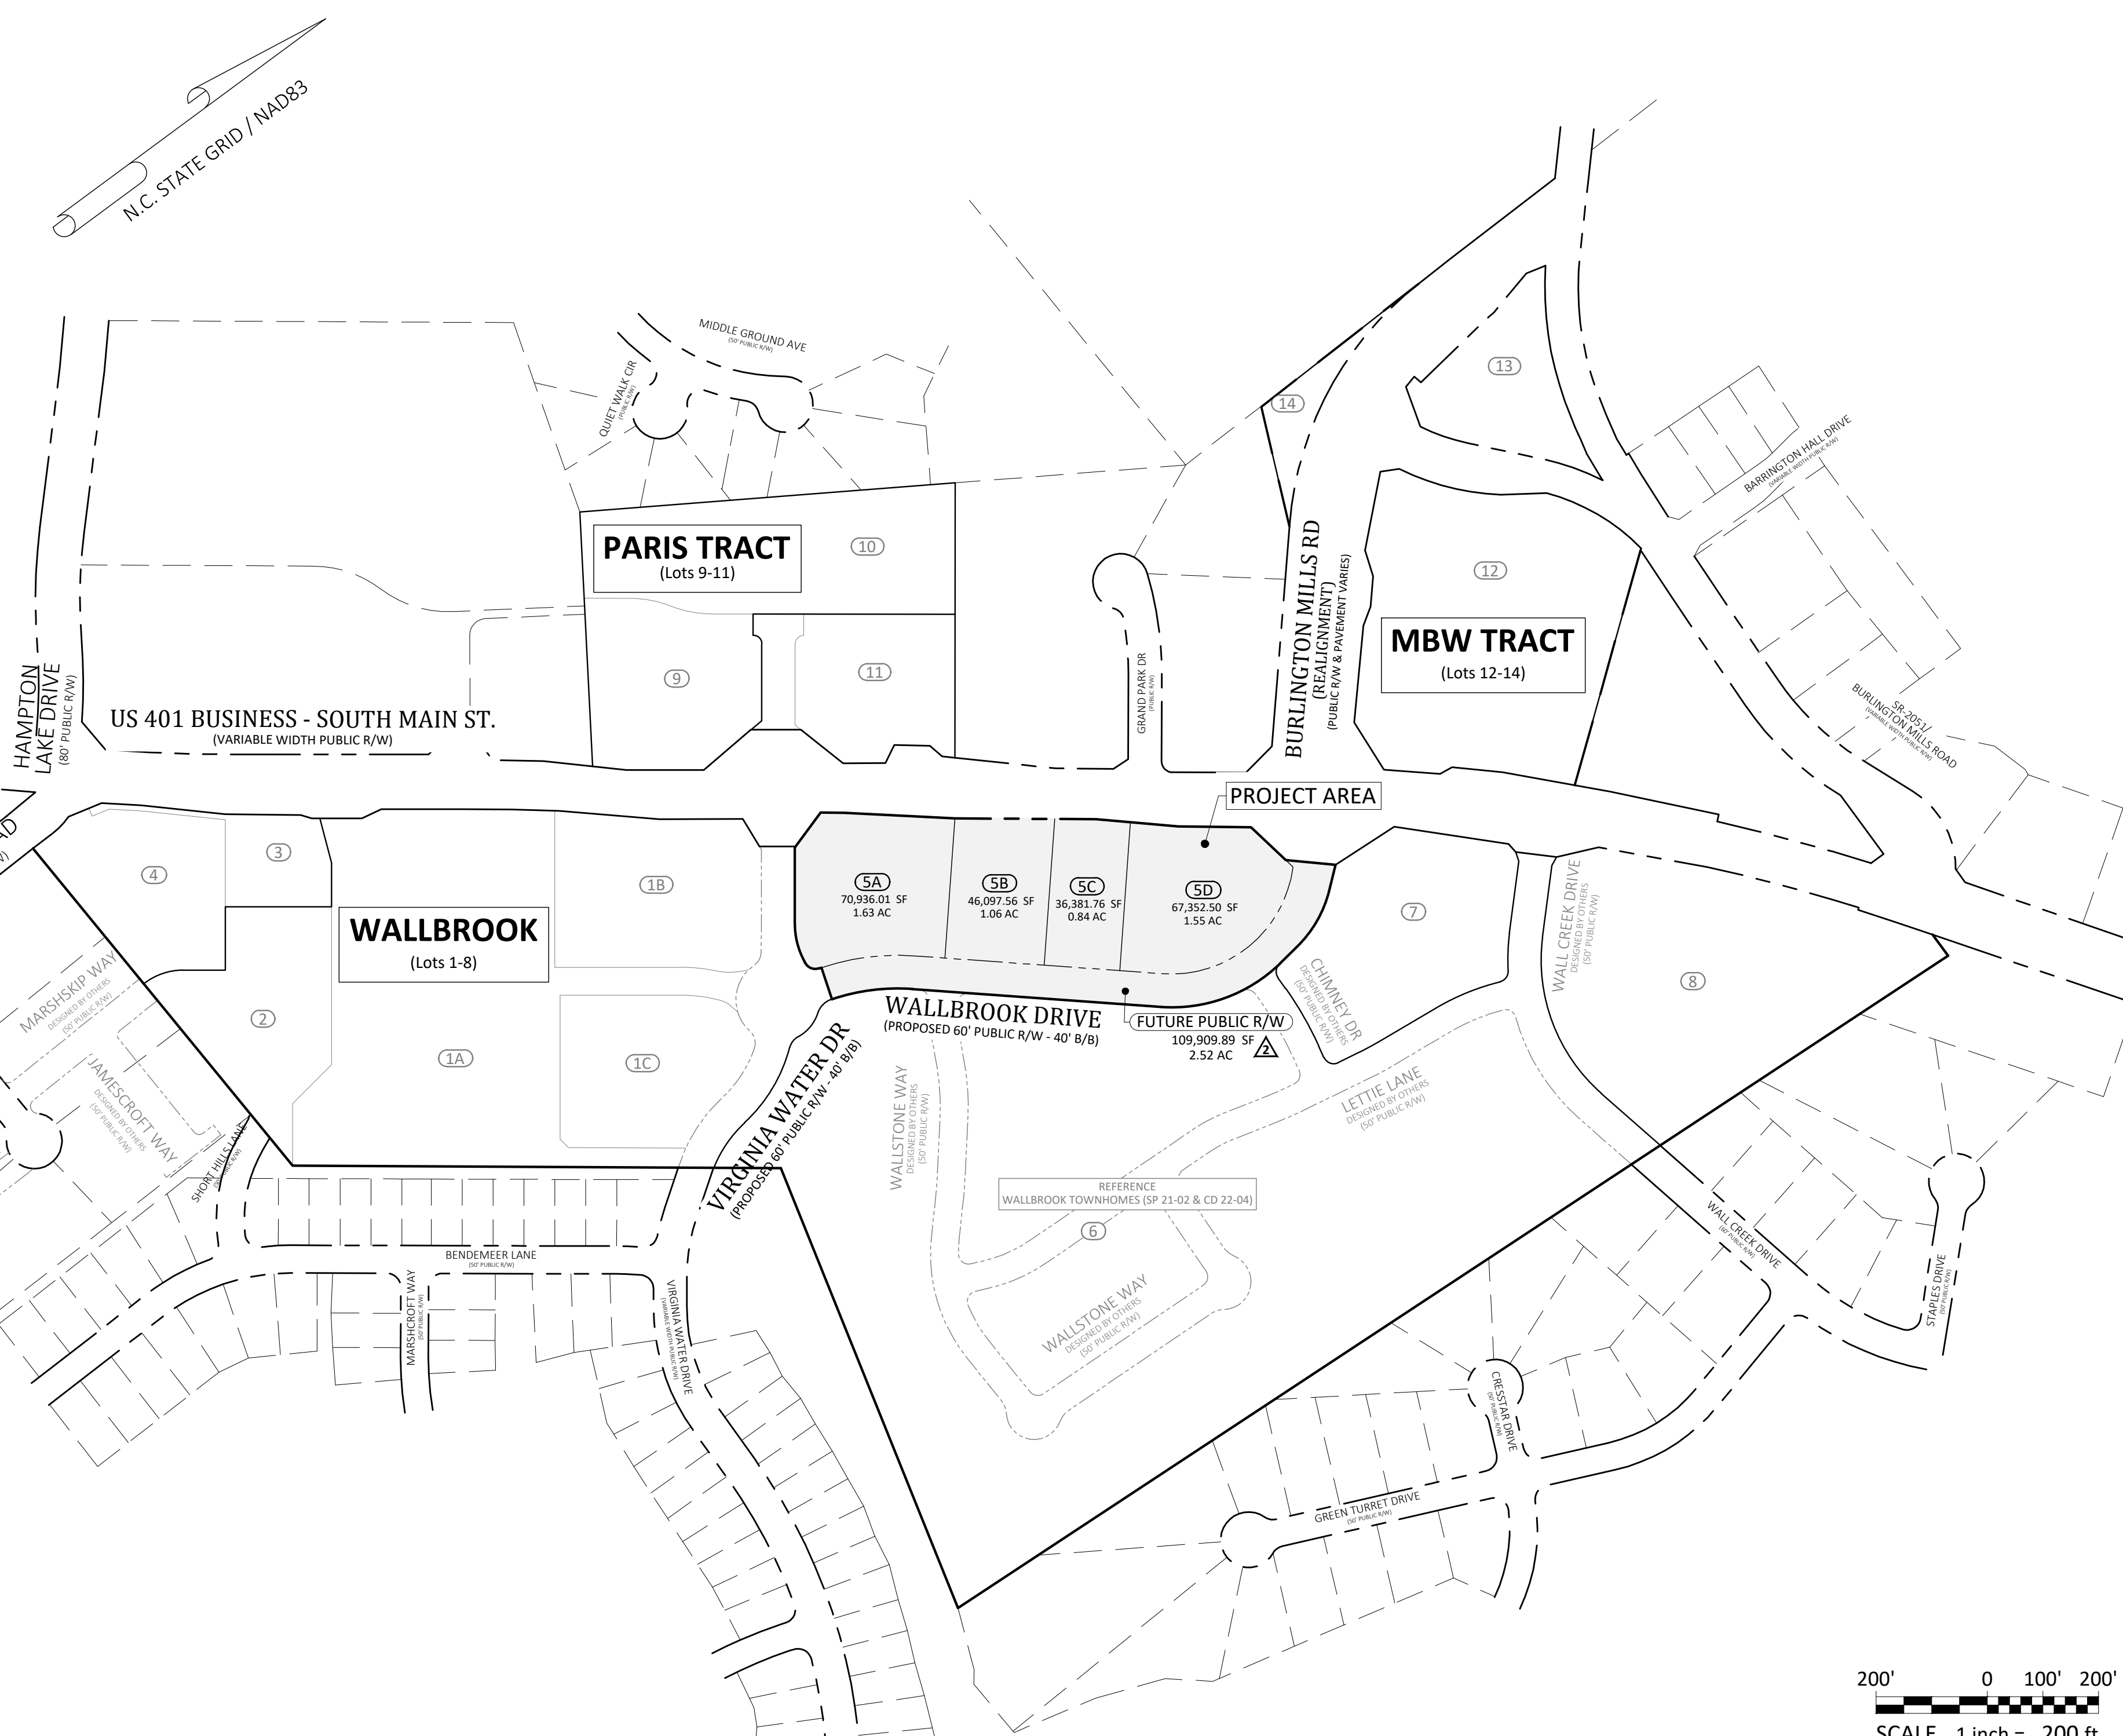 N.C. STATE GRID / NAD83
MIDDLE GROUND AVE
(50' PUBLIC R/W)
QUIET WALK CIR
(PUBLIC R/W)
13
14
BARRINGTON HALL DRIVE
(VARIABLE WIDTH PUBLIC R/W)
PARIS TRACT
(Lots 9-11)
10
9
11
12
MBW TRACT
(Lots 12-14)
BURLINGTON MILLS RD
(REALIGNMENT)
(PUBLIC R/W & PAVEMENT VARIES)
GRAND PARK DR
(PUBLIC R/W)
HAMPTON
LAKE DRIVE
(80' PUBLIC R/W)
US 401 BUSINESS - SOUTH MAIN ST.
(VARIABLE WIDTH PUBLIC R/W)
SR-2051/
BURLINGTON MILLS ROAD
(VARIABLE WIDTH PUBLIC R/W)
PROJECT AREA
4
3
1B
5A
70,936.01 SF
1.63 AC
5B
46,097.56 SF
1.06 AC
5C
36,381.76 SF
0.84 AC
5D
67,352.50 SF
1.55 AC
7
WALL CREEK DRIVE
DESIGNED BY OTHERS
(50' PUBLIC R/W)
8
WALLBROOK
(Lots 1-8)
MARSHSKIP WAY
DESIGNED BY OTHERS
(50' PUBLIC R/W)
2
1A
1C
WALLBROOK DRIVE
(PROPOSED 60' PUBLIC R/W - 40' B/B)
CHIMNEY DR
DESIGNED BY OTHERS
(50' PUBLIC R/W)
FUTURE PUBLIC R/W
109,909.89 SF
2.52 AC
2
JAMESCROFT WAY
DESIGNED BY OTHERS
(50' PUBLIC R/W)
VIRGINIA WATER DR
(PROPOSED 60' PUBLIC R/W - 40' B/B)
WALLSTONE WAY
DESIGNED BY OTHERS
(50' PUBLIC R/W)
LETTIE LANE
DESIGNED BY OTHERS
(50' PUBLIC R/W)
SHORT HILLS LANE
REFERENCE
WALLBROOK TOWNHOMES (SP 21-02 & CD 22-04)
6
BENDEMEER LANE
(50' PUBLIC R/W)
MARSHCROFT WAY
(50' PUBLIC R/W)
VIRGINIA WATER DRIVE
(VARIABLE WIDTH PUBLIC R/W)
WALLSTONE WAY
DESIGNED BY OTHERS
(50' PUBLIC R/W)
WALL CREEK DRIVE
(60' PUBLIC R/W)
STAPLES DRIVE
(50' PUBLIC R/W)
CRESSTAR DRIVE
(50' PUBLIC R/W)
GREEN TURRET DRIVE
(50' PUBLIC R/W)
200' 0 100' 200'
SCALE 1 inch = 200 ft.